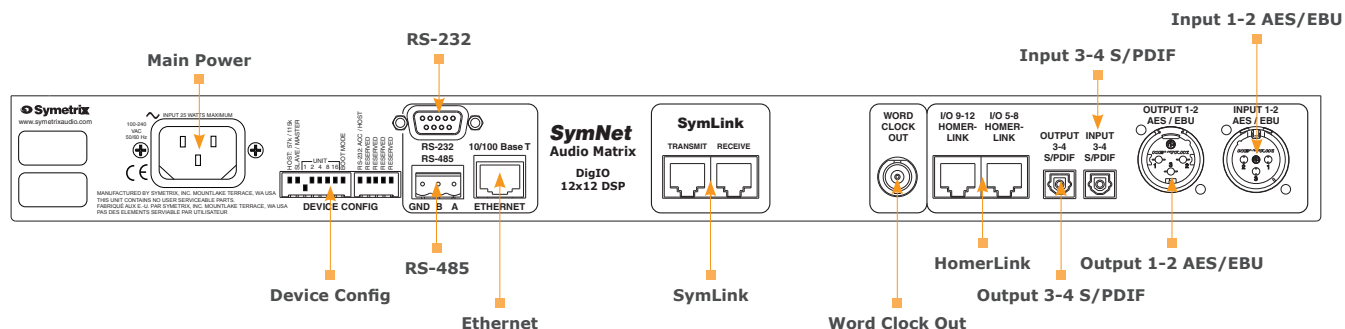 Input 1-2 AES/EBU
RS-232
Input 3-4 S/PDIF
Main Power
Symetrix
www.symetrixaudio.com
INPUT 25 WATTS MAXIMUM
100-240
VAC
50/60 Hz
CE
MANUFACTURED BY SYMETRIX, INC. MOUNTLAKE TERRACE, WA USA
THIS UNIT CONTAINS NO USER SERVICEABLE PARTS.
FABRIQUÉ AUX E.-U. PAR SYMETRIX, INC. MOUNTLAKE TERRACE, WA USA
PAS DES ELEMENTS SERVIABLE PAR UTILISATEUR
HOST: 57k / 115k
SLAVE / MASTER
UNIT
1 2 4 8 16
BOOT MODE
RS-232: ACC / HOST
RESERVED
RESERVED
RESERVED
RESERVED
DEVICE CONFIG
RS-232
RS-485
GND B A
10/100 Base T
ETHERNET
SymNet
Audio Matrix
DigIO
12x12 DSP
SymLink
TRANSMIT
RECEIVE
WORD
CLOCK
OUT
I/O 9-12
HOMER-
LINK
I/O 5-8
HOMER-
LINK
OUTPUT
3-4
S/PDIF
INPUT
3-4
S/PDIF
OUTPUT 1-2
AES / EBU
INPUT 1-2
AES / EBU
RS-485
HomerLink
Output 1-2 AES/EBU
Device Config
SymLink
Output 3-4 S/PDIF
Ethernet
Word Clock Out